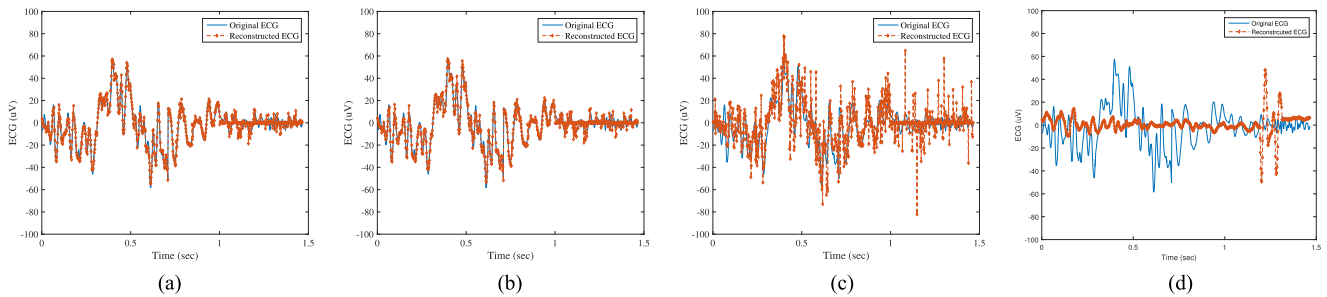 100
80
60
40
20
0
-20
-40
-60
-80
-100
ECG (uV)
Original ECG
Reconstructed ECG
0 0.5 1 1.5
Time (sec)
(a)
100
80
60
40
20
0
-20
-40
-60
-80
-100
ECG (uV)
Original ECG
Reconstructed ECG
0 0.5 1 1.5
Time (sec)
(b)
100
80
60
40
20
0
-20
-40
-60
-80
-100
ECG (uV)
Original ECG
Reconstructed ECG
0 0.5 1 1.5
Time (sec)
(c)
100
80
60
40
20
0
-20
-40
-60
-80
-100
ECG (uV)
Original ECG
Reconstrcuted ECG
0 0.5 1 1.5
Time (sec)
(d)